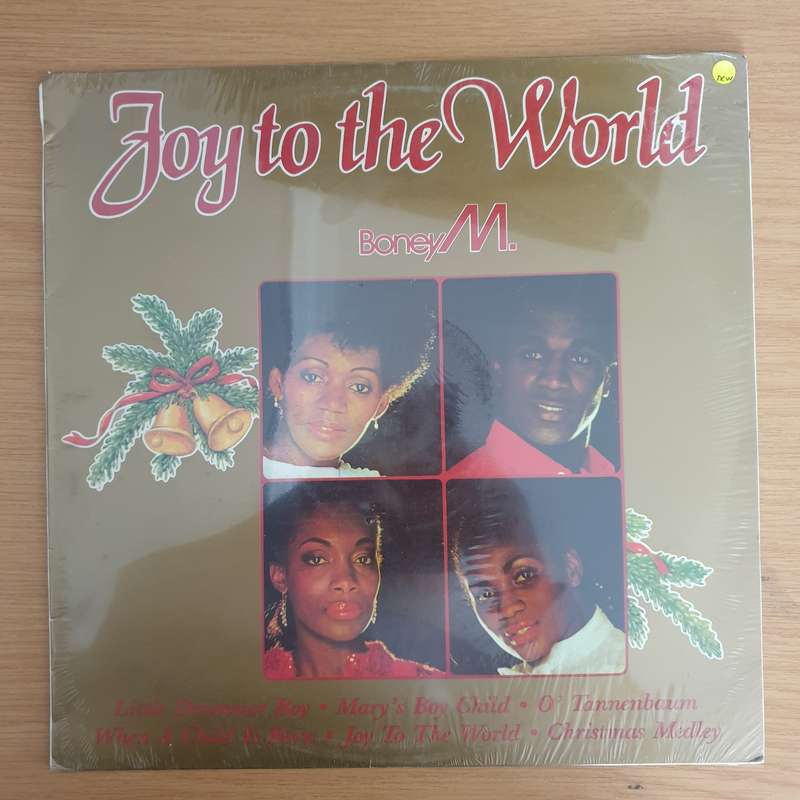 Joy to the World
Boney M.
Little Drummer Boy • Mary's Boy Child • O' Tannenbaum
When A Child Is Born • Joy To The World • Christmas Medley